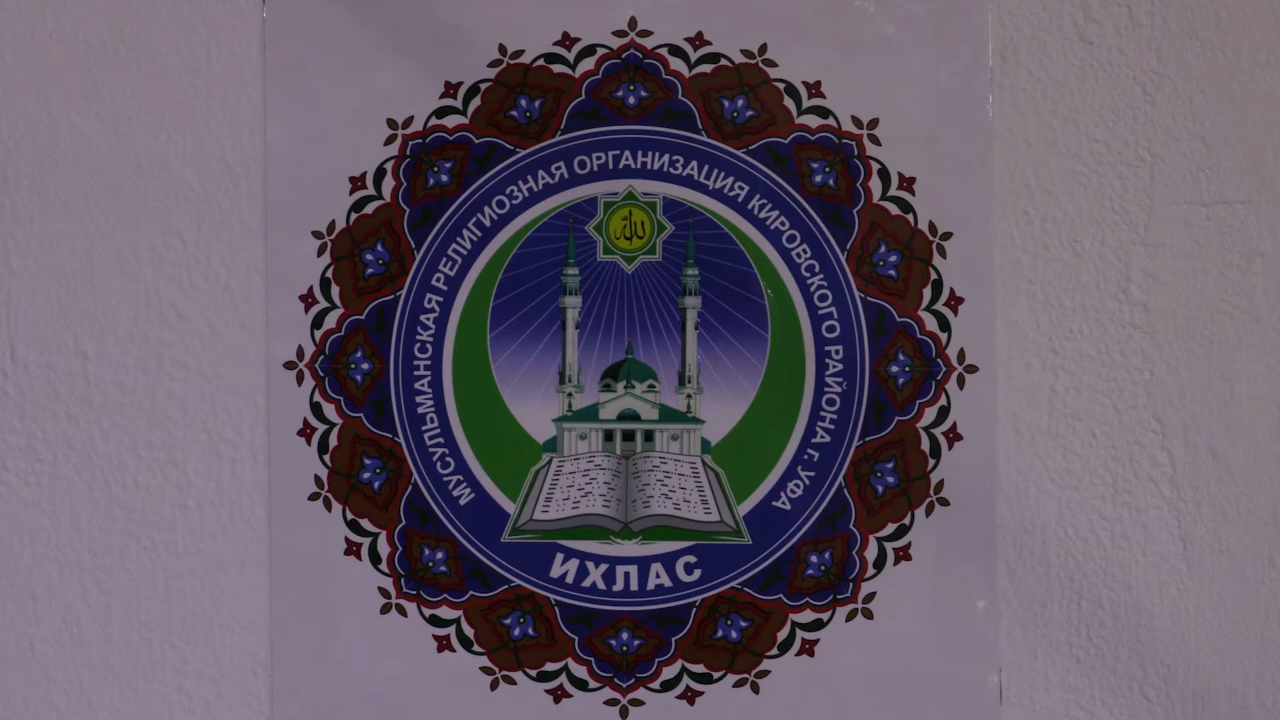 МУСУЛЬМАНСКАЯ РЕЛИГИОЗНАЯ ОРГАНИЗАЦИЯ КИРОВСКОГО РАЙОНА г. УФА
الله
ИХЛАС